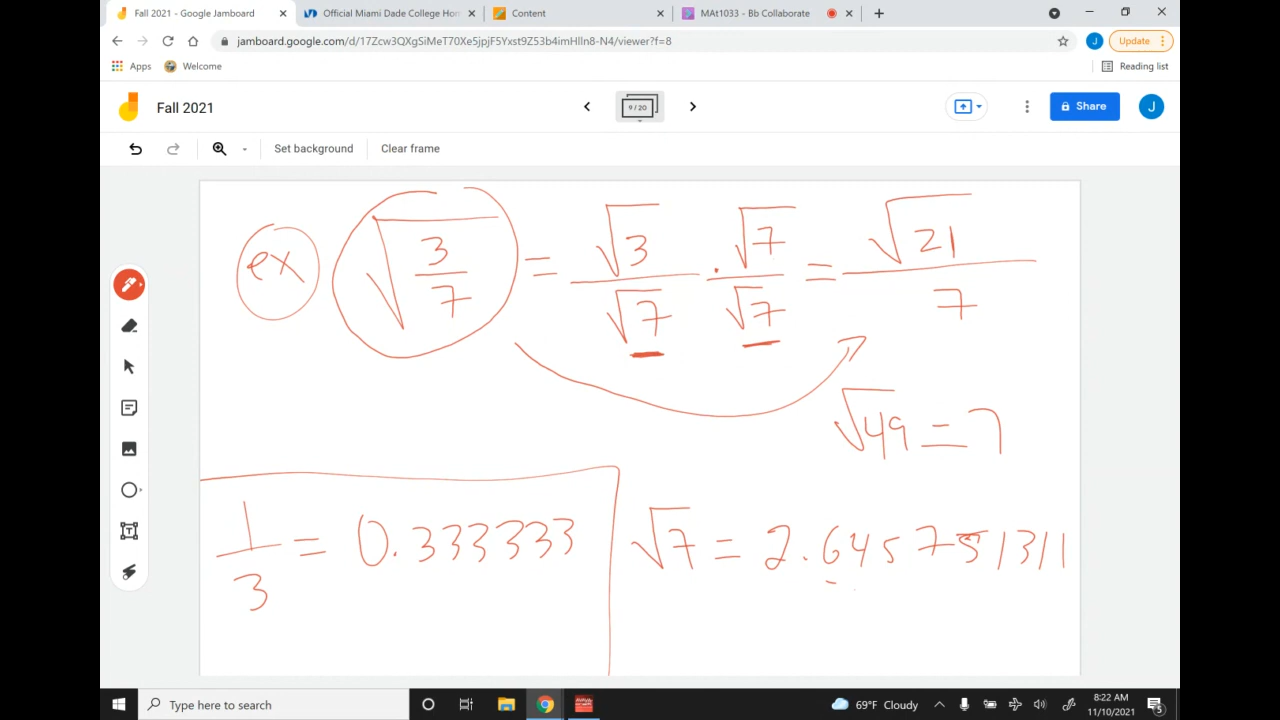 Fall 2021 - Google Jamboard
Official Miami Dade College Hom
Content
MAt1033 - Bb Collaborate
jamboard.google.com/d/17Zcw3QXgSiMeT70Xe5jpjF5Yxst9Z53b4imHlln8-N4/viewer?f=8
J
Update
Apps
Welcome
Reading list
Fall 2021
9 / 20
Share
J
Set background
Clear frame
ex √(3/7) = √3/√7 · √7/√7 = √21/7
√49 = 7
1/3 = 0.333333
√7 = 2.6457751311
Type here to search
69°F Cloudy
8:22 AM
11/10/2021
5